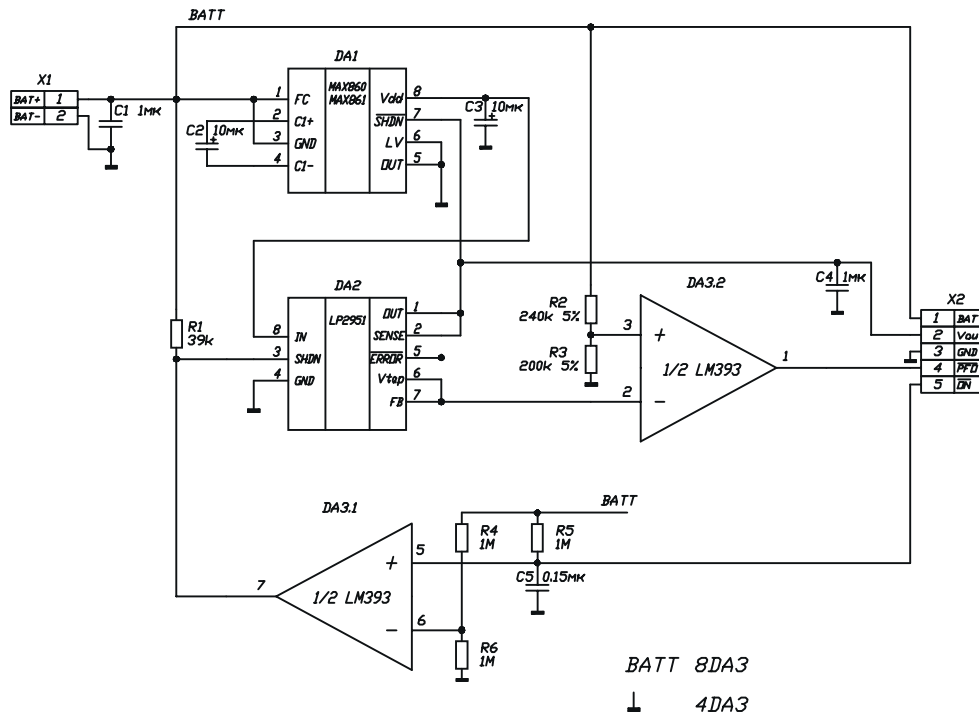 BATT
X1
BAT+ 1
BAT- 2
C1 1мк
C2 10мк
+
DA1
MAX860
MAX861
1 FC
2 C1+
3 GND
4 C1-
Vdd 8
SHDN 7
LV 6
OUT 5
C3 10мк
+
DA2
LP2951
8 IN
3 SHDN
4 GND
OUT 1
SENSE 2
ERROR 5
Vtap 6
FB 7
R1
39k
R2
240k 5%
R3
200k 5%
DA3.2
3 +
2 −
1/2 LM393
1
C4 1мк
X2
1 BAT
2 Vou
3 GND
4 PFO
5 ON
DA3.1
7
1/2 LM393
+ 5
− 6
BATT
R4
1M
R5
1M
C5 0.15мк
R6
1M
BATT 8DA3
4DA3